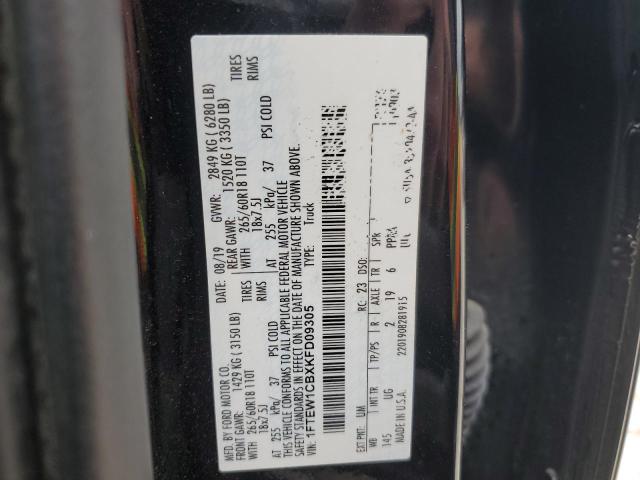 MFD. BY FORD MOTOR CO.
DATE: 08/19 GVWR: 2849 KG ( 6280 LB)
FRONT GAWR: 1429 KG ( 3150 LB) REAR GAWR: 1520 KG ( 3350 LB)
WITH 265/60R18 110T TIRES WITH 265/60R18 110T TIRES
18x7.5J RIMS 18x7.5J RIMS
AT 255 kPa/ 37 PSI COLD AT 255 kPa/ 37 PSI COLD
THIS VEHICLE CONFORMS TO ALL APPLICABLE FEDERAL MOTOR VEHICLE
SAFETY STANDARDS IN EFFECT ON THE DATE OF MANUFACTURE SHOWN ABOVE.
VIN: 1FTEW1CBXKFD09305
TYPE: Truck
EXT PNT: UM RC: 23 DSO:
WB INT TR TP/PS R AXLE TR SPR
145 UG 2 19 6
MADE IN U.S.A. 2201908281915